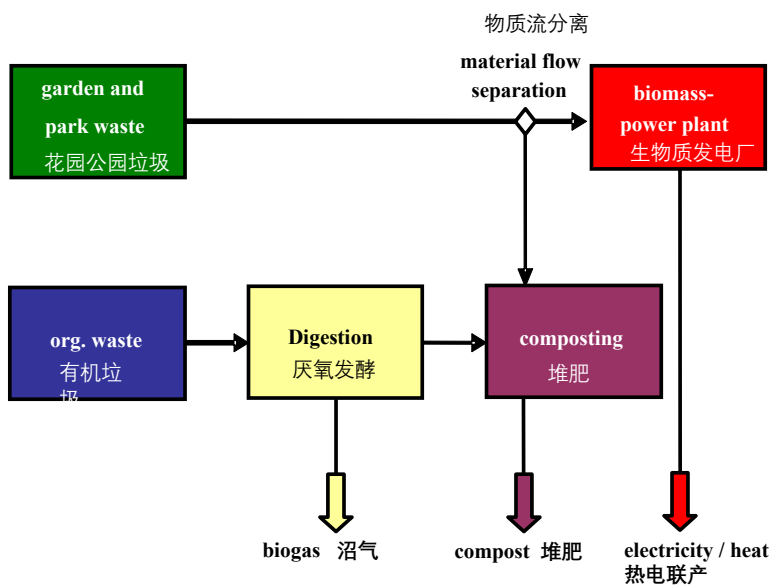 物质流分离
material flow
separation
garden and
park waste
花园公园垃圾
biomass-
power plant
生物质发电厂
org. waste
有机垃
圾
Digestion
厌氧发酵
composting
堆肥
biogas 沼气
compost 堆肥
electricity / heat
热电联产